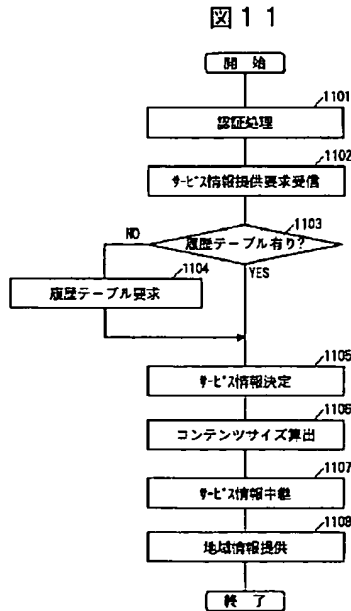 図11
開 始
1101
認証処理
1102
サービス情報提供要求受信
1103
履歴テーブル有り?
NO
YES
1104
履歴テーブル要求
1105
サービス情報決定
1106
コンテンツサイズ算出
1107
サービス情報中継
1108
地域情報提供
終 了